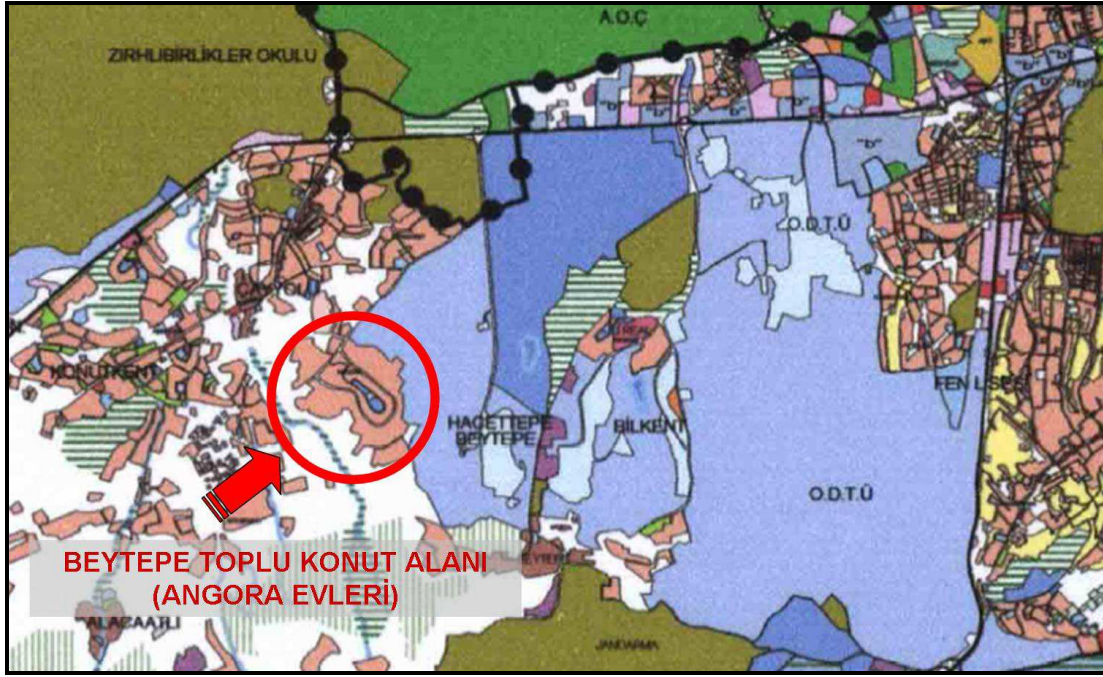 A.O.Ç
ZIRHLIBİRLİKLER OKULU
"b"
"b"
"b"
"b"
"b"
"b"
"b"
O.D.T.Ü
KONUTKENT
REAL
FEN LİSESİ
HACETTEPE
BEYTEPE
BİLKENT
O.D.T.Ü
BEYTEPE TOPLU KONUT ALANI
(ANGORA EVLERİ)
ALACAATLI
JANDARMA